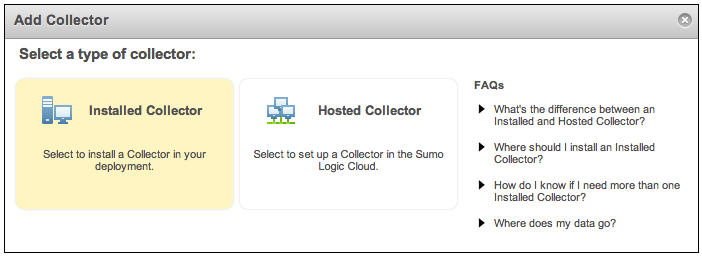 Add Collector
Select a type of collector:
Installed Collector
Select to install a Collector in your
deployment.
Hosted Collector
Select to set up a Collector in the Sumo
Logic Cloud.
FAQs
What's the difference between an
Installed and Hosted Collector?
Where should I install an Installed
Collector?
How do I know if I need more than one
Installed Collector?
Where does my data go?